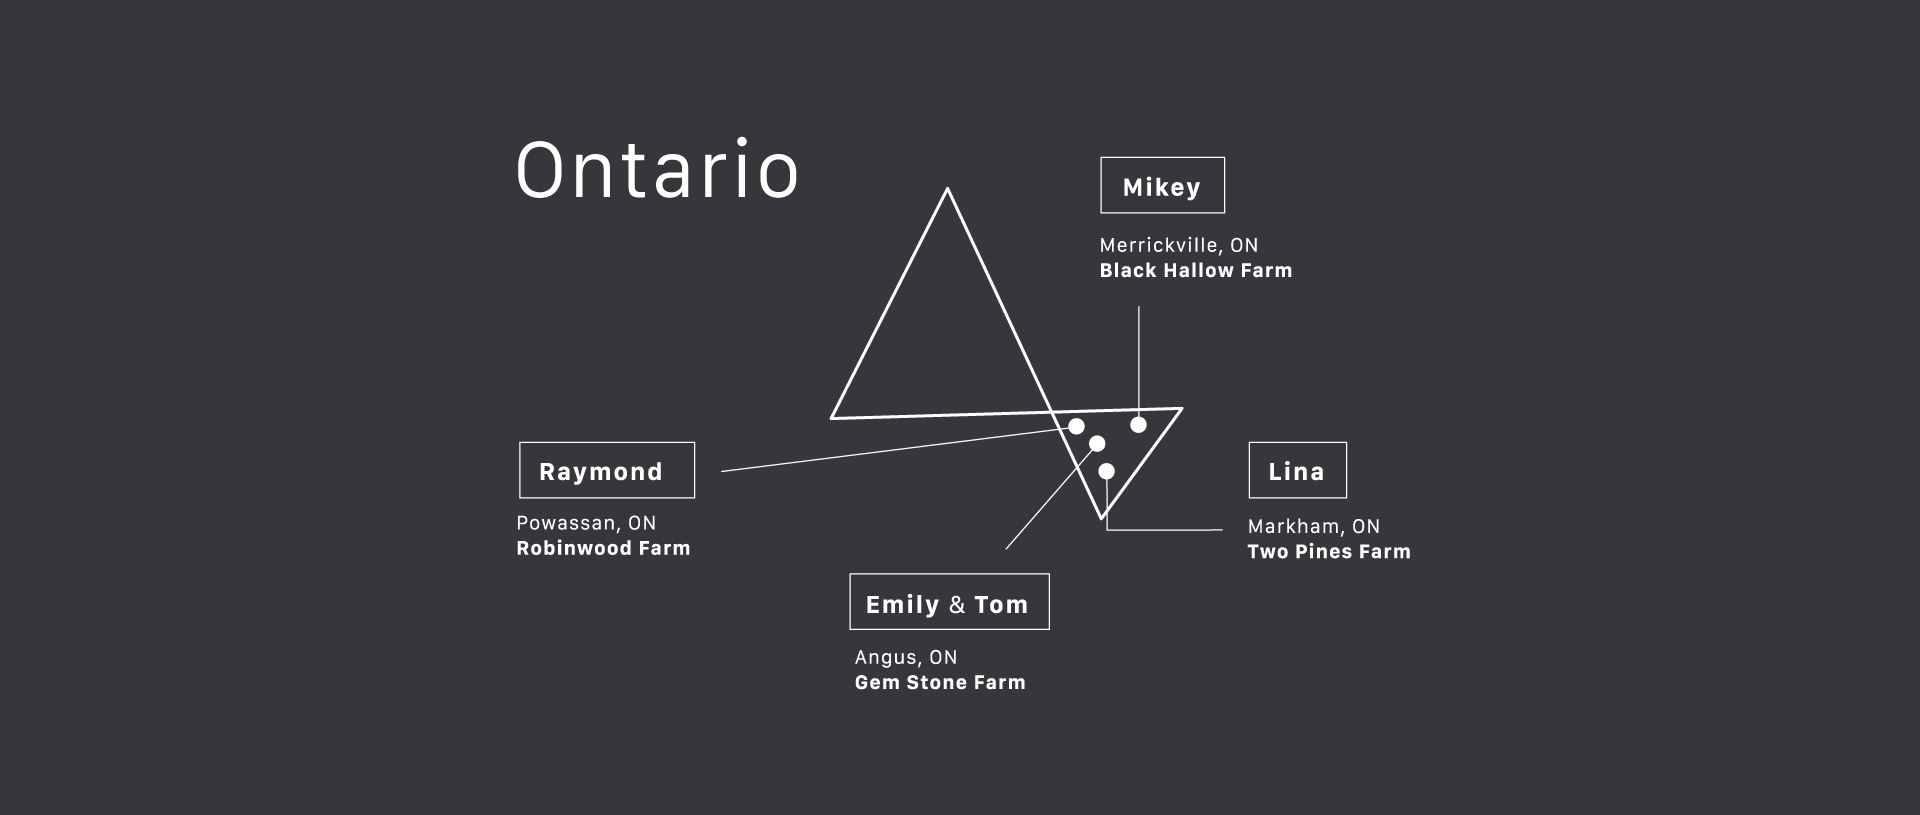 Ontario
Mikey
Merrickville, ON
Black Hallow Farm
Raymond
Powassan, ON
Robinwood Farm
Lina
Markham, ON
Two Pines Farm
Emily & Tom
Angus, ON
Gem Stone Farm